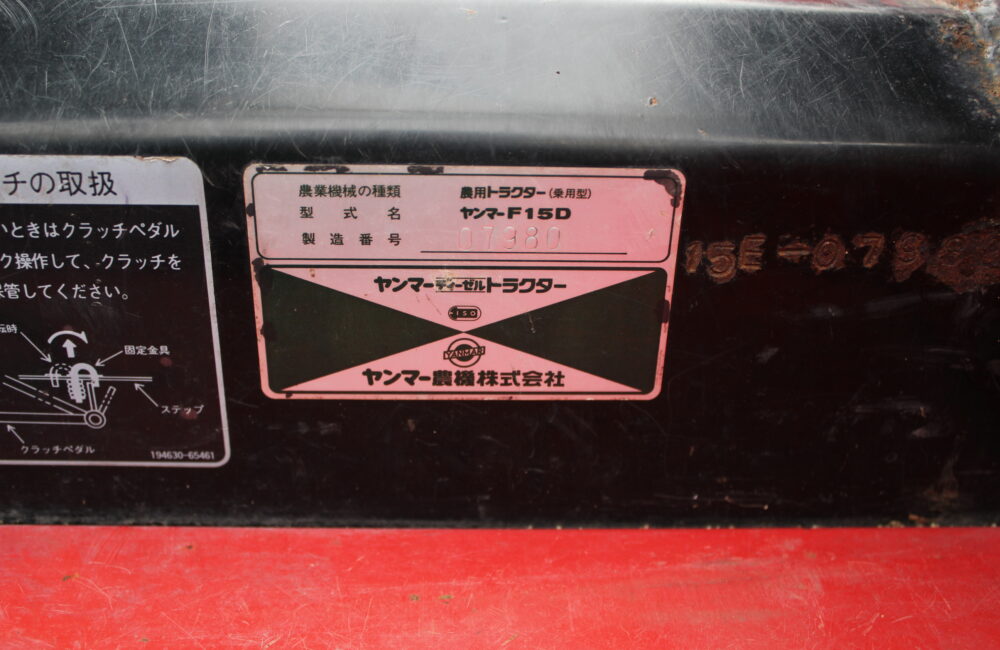 チの取扱
いときはクラッチペダル
ク操作して、クラッチを
保管してください。
転時
固定金具
ステップ
クラッチペダル
194630-65461
農業機械の種類 農用トラクター(乗用型)
型式名 ヤンマーF15D
製造番号 07980
ヤンマーディーゼルトラクター
ISO
YANMAR
ヤンマー農機株式会社
15E-079